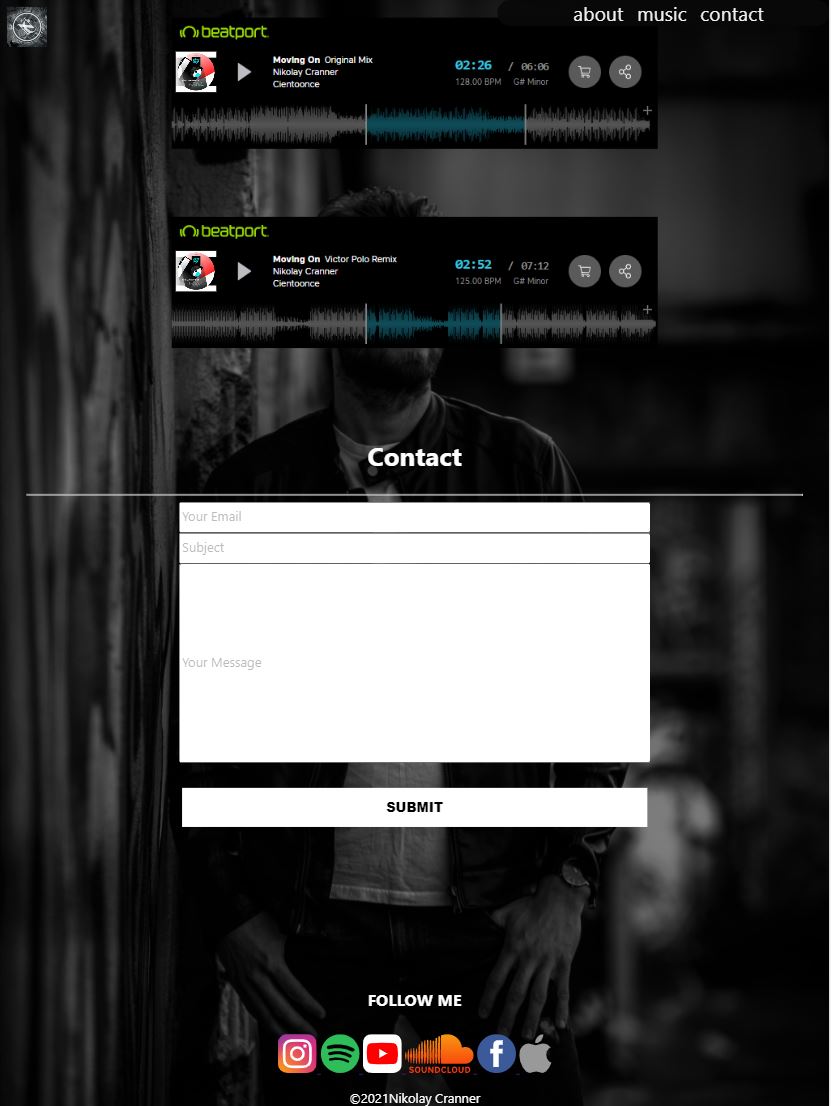 about music contact
beatport
Moving On Original Mix
Nikolay Cranner
Cientoonce
02:26 / 06:06
128.00 BPM G# Minor
beatport
Moving On Victor Polo Remix
Nikolay Cranner
Cientoonce
02:52 / 07:12
125.00 BPM G# Minor
Contact
Your Email
Subject
Your Message
SUBMIT
FOLLOW ME
SOUNDCLOUD
©2021Nikolay Cranner